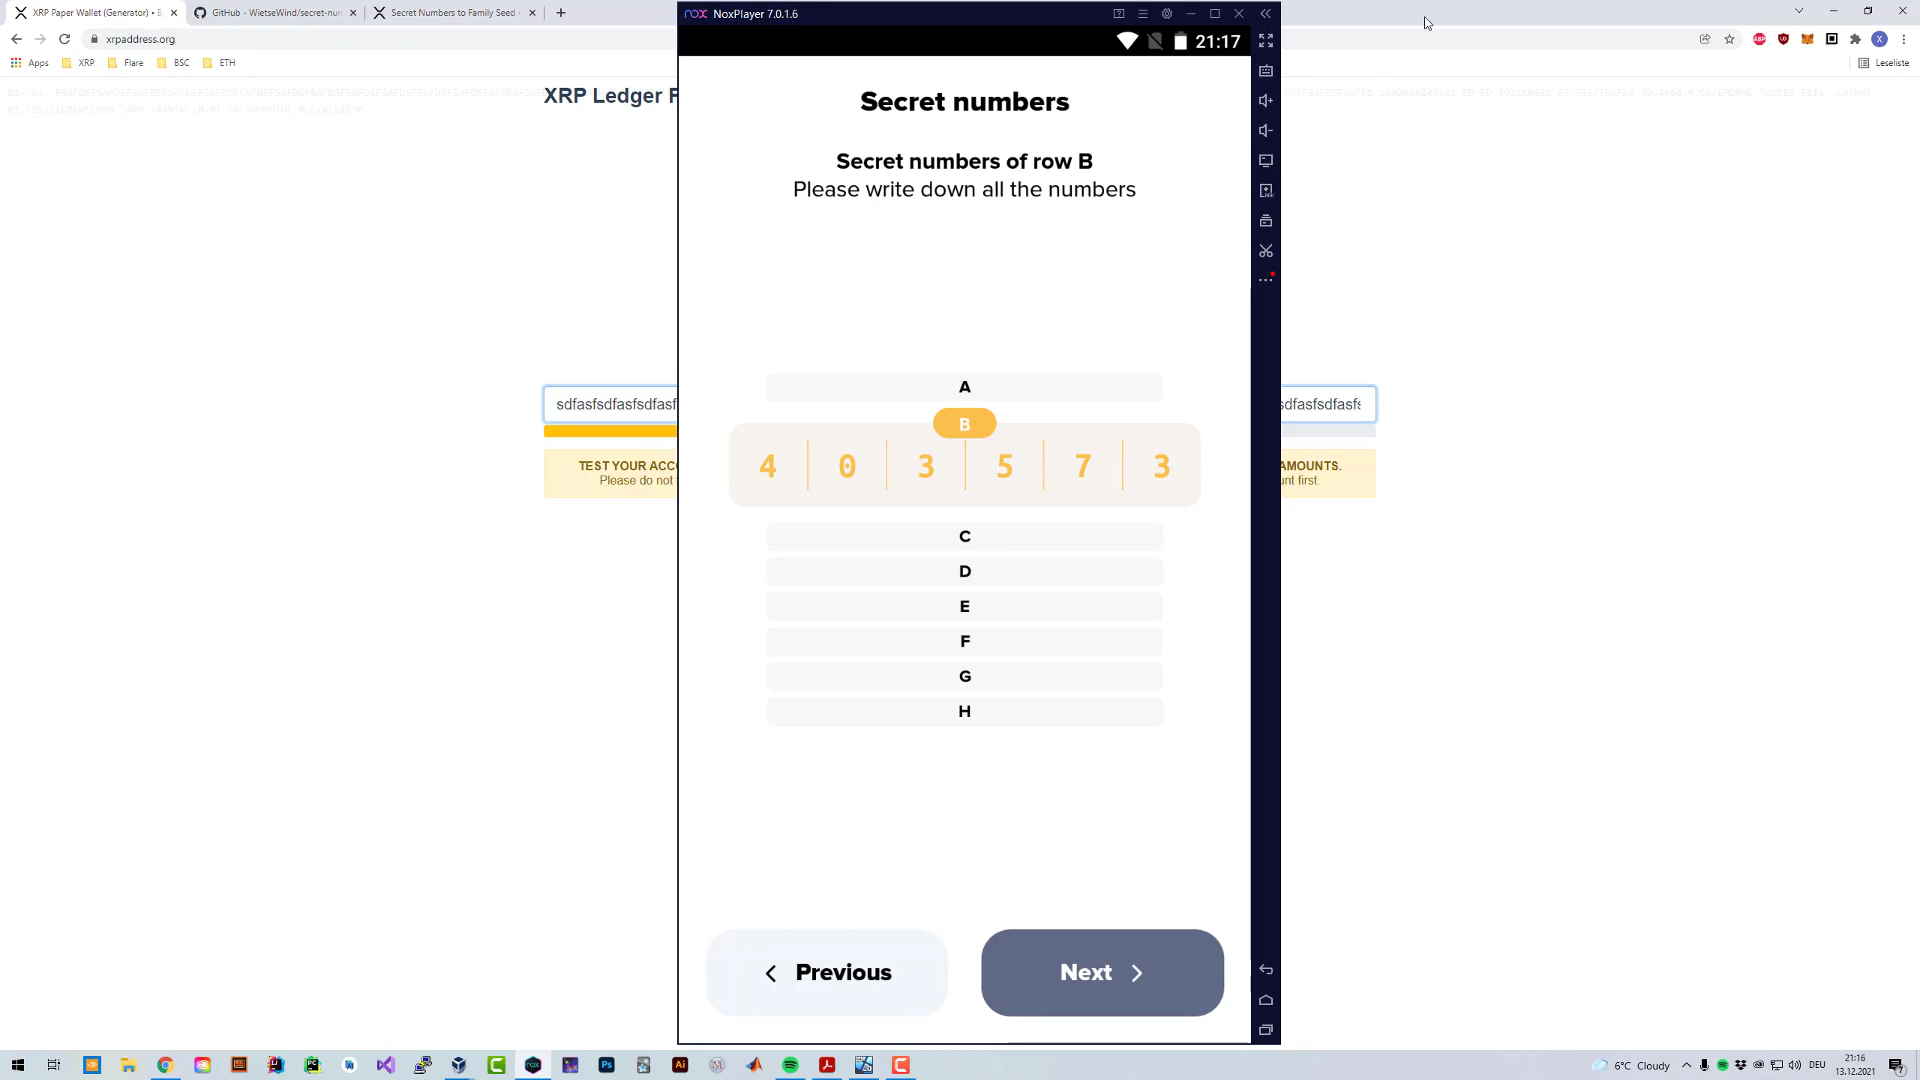 XRP Paper Wallet (Generator) • B
GitHub - WietseWind/secret-num
Secret Numbers to Family Seed -
NoxPlayer 7.0.1.6
xrpaddress.org
21:17
Apps
XRP
Flare
BSC
ETH
Leseliste
XRP Ledger P
Secret numbers
Secret numbers of row B
Please write down all the numbers
A
B
4 0 3 5 7 3
C
D
E
F
G
H
sdfasfsdfasfsdfasf
sdfasfsdfasfs
TEST YOUR ACC
AMOUNTS.
Please do not
nt first.
Previous
Next
6°C Cloudy
DEU
21:16
13.12.2021